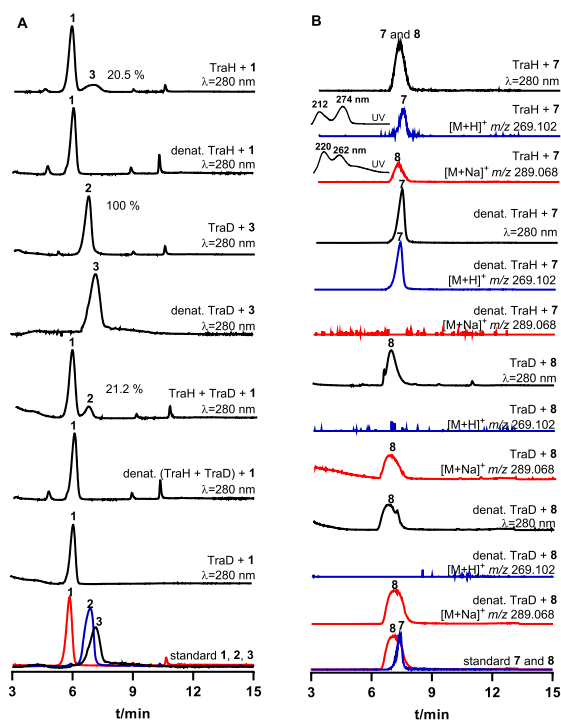 A
1
3
20.5 %
TraH + 1
λ=280 nm
1
denat. TraH + 1
λ=280 nm
2
100 %
TraD + 3
λ=280 nm
3
denat. TraD + 3
λ=280 nm
1
2
21.2 %
TraH + TraD + 1
λ=280 nm
1
denat. (TraH + TraD) + 1
λ=280 nm
1
TraD + 1
λ=280 nm
1
2
3
standard 1, 2, 3
3 6 9 12 15
t/min
B
7 and 8
TraH + 7
λ=280 nm
212
274 nm
UV
7
TraH + 7
[M+H]⁺ m/z 269.102
220
262 nm
UV
8
TraH + 7
[M+Na]⁺ m/z 289.068
7
denat. TraH + 7
λ=280 nm
7
denat. TraH + 7
[M+H]⁺ m/z 269.102
denat. TraH + 7
[M+Na]⁺ m/z 289.068
8
TraD + 8
λ=280 nm
TraD + 8
[M+H]⁺ m/z 269.102
8
TraD + 8
[M+Na]⁺ m/z 289.068
8
denat. TraD + 8
λ=280 nm
denat. TraD + 8
[M+H]⁺ m/z 269.102
8
denat. TraD + 8
[M+Na]⁺ m/z 289.068
8 7
standard 7 and 8
3 6 9 12 15
t/min